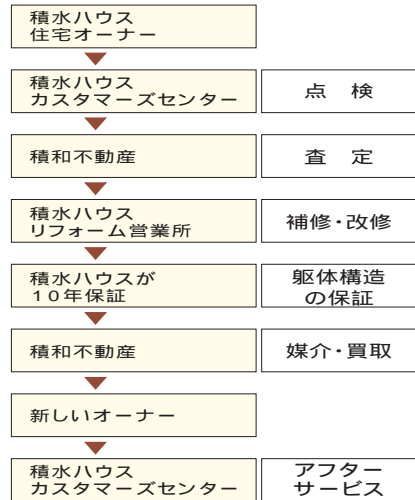 積水ハウス
住宅オーナー
積水ハウス
カスタマーズセンター
点 検
積和不動産
査 定
積水ハウス
リフォーム営業所
補修・改修
積水ハウスが
10年保証
躯体構造
の保証
積和不動産
媒介・買取
新しいオーナー
積水ハウス
カスタマーズセンター
アフター
サービス